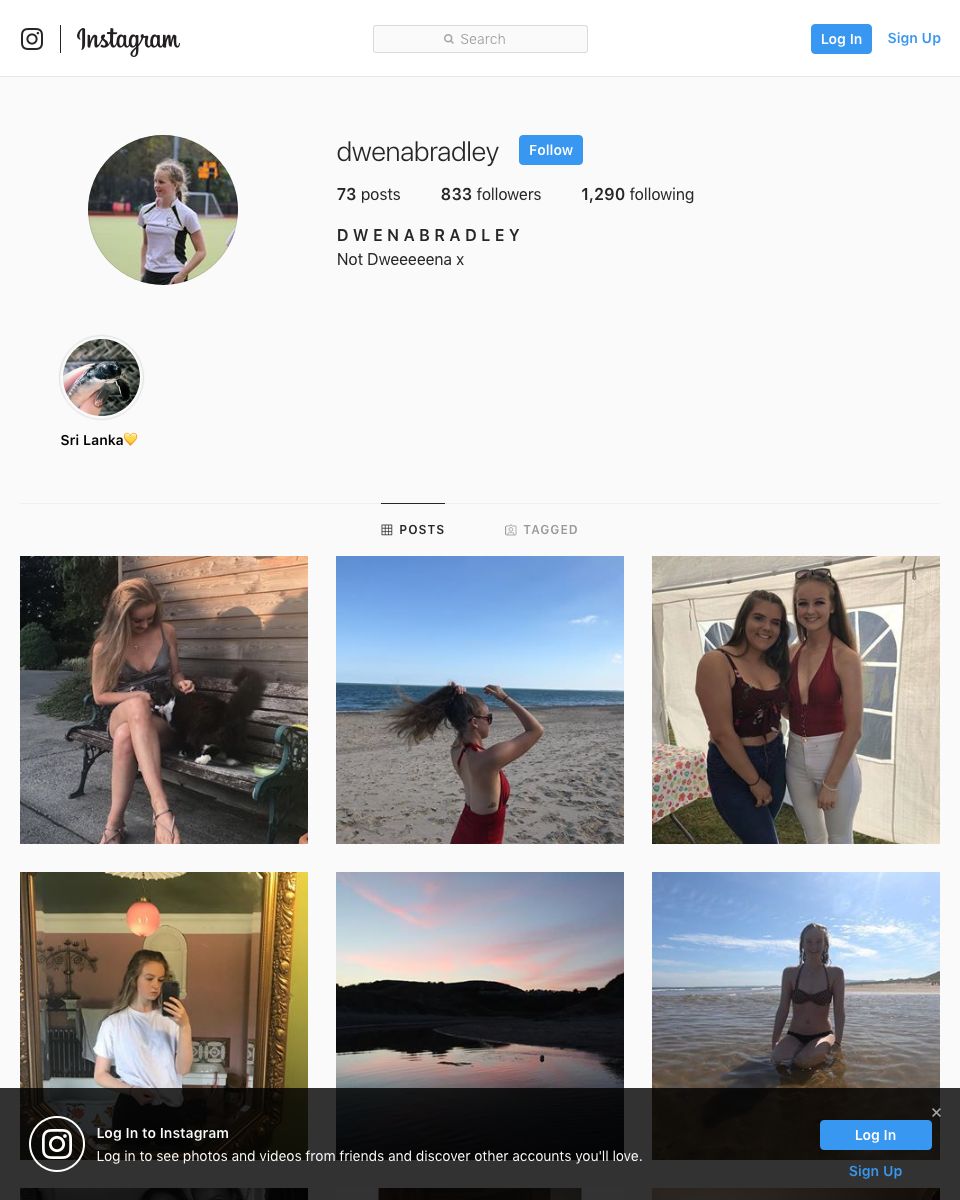 Instagram
Search
Log In
Sign Up
dwenabradley
Follow
73 posts
833 followers
1,290 following
D W E N A B R A D L E Y
Not Dweeeeena x
Sri Lanka💛
POSTS
TAGGED
Log In to Instagram
Log in to see photos and videos from friends and discover other accounts you'll love.
Log In
Sign Up